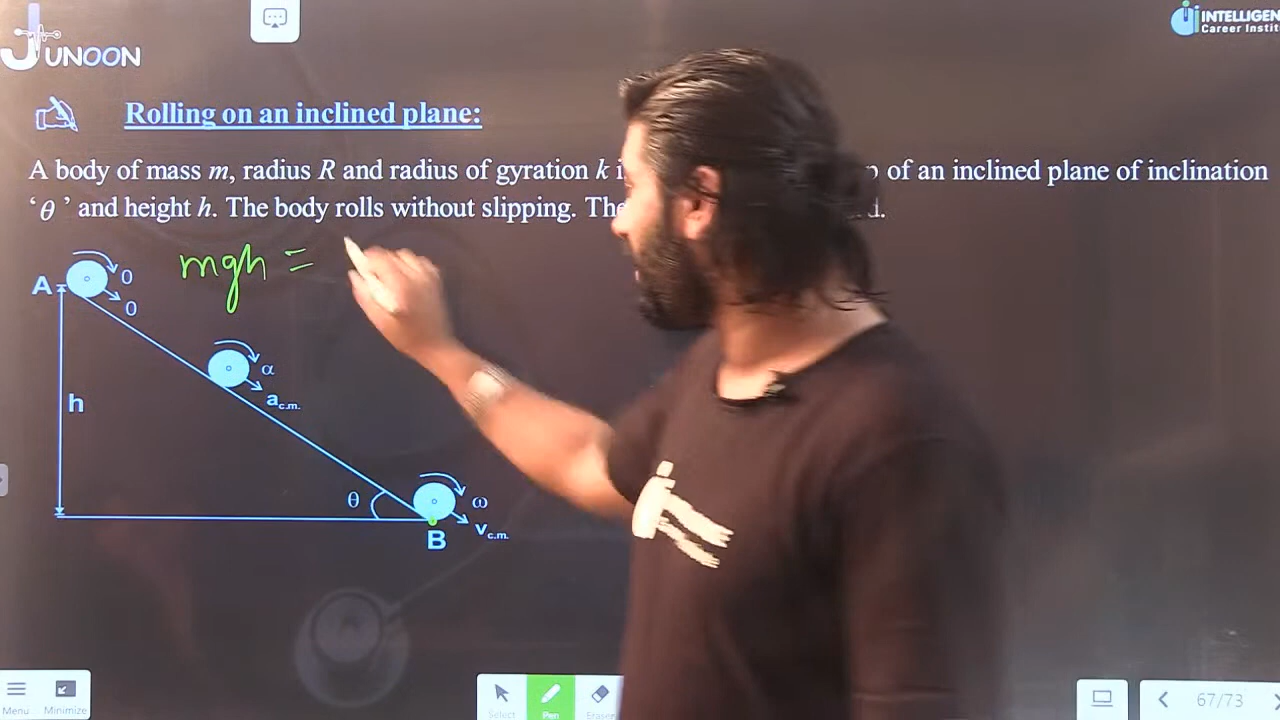 JUNOON
INTELLIGEN
Career Instit
Rolling on an inclined plane:
A body of mass m, radius R and radius of gyration k of an inclined plane of inclination
‘θ’ and height h. The body rolls without slipping. The d.
mgh =
A
0
0
h
α
a c.m.
θ
ω
v c.m.
B
Menu
Minimize
Select
Pen
Eraser
67/73